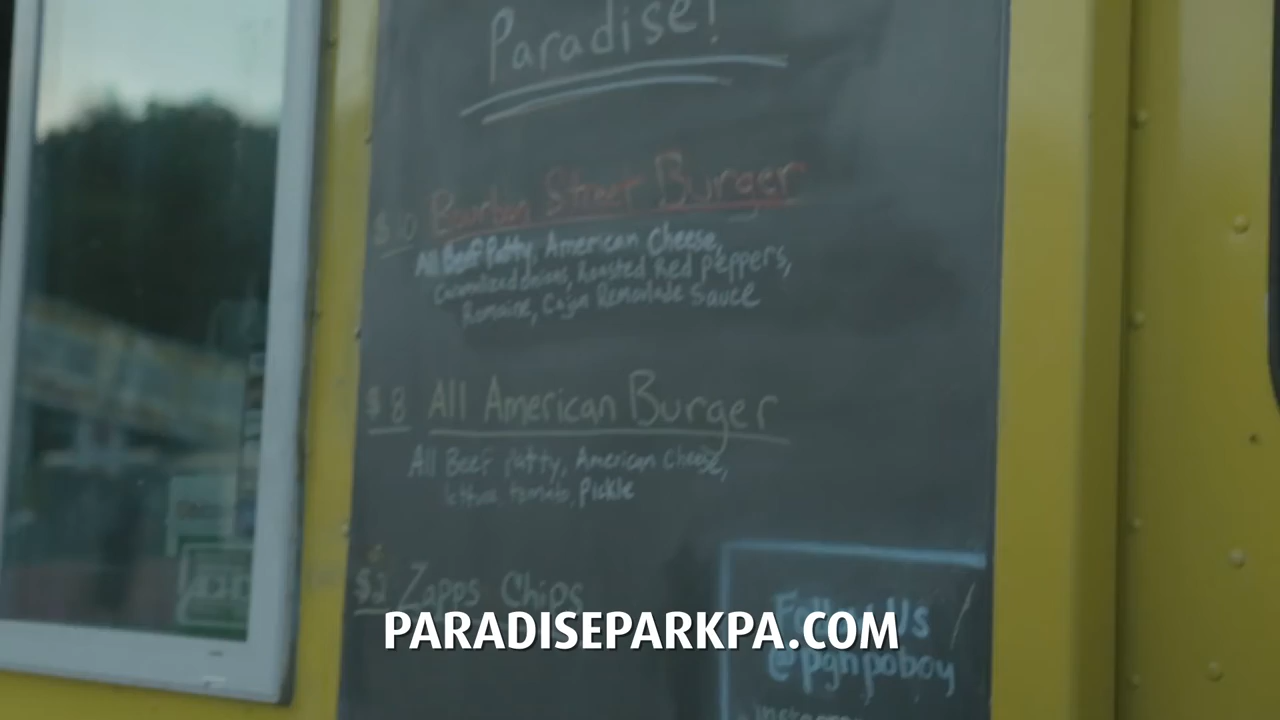 Paradise!
$10 Bourbon Street Burger
All Beef Patty, American Cheese,
Caramelized onions, Roasted Red Peppers,
Romaine, Cajun Remoulade Sauce
$8 All American Burger
All Beef Patty, American Cheese,
lettuce, tomato, Pickle
$2 Zapps Chips
PARADISEPARKPA.COM
Follow Us
@pghpoboy